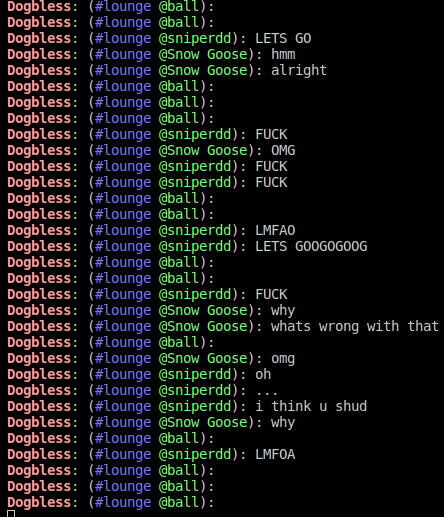 Dogbless: (#lounge @ball):
Dogbless: (#lounge @ball):
Dogbless: (#lounge @sniperdd): LETS GO
Dogbless: (#lounge @Snow Goose): hmm
Dogbless: (#lounge @Snow Goose): alright
Dogbless: (#lounge @ball):
Dogbless: (#lounge @ball):
Dogbless: (#lounge @ball):
Dogbless: (#lounge @sniperdd): FUCK
Dogbless: (#lounge @Snow Goose): OMG
Dogbless: (#lounge @sniperdd): FUCK
Dogbless: (#lounge @sniperdd): FUCK
Dogbless: (#lounge @ball):
Dogbless: (#lounge @ball):
Dogbless: (#lounge @sniperdd): LMFAO
Dogbless: (#lounge @sniperdd): LETS GOOGOGOOG
Dogbless: (#lounge @ball):
Dogbless: (#lounge @ball):
Dogbless: (#lounge @sniperdd): FUCK
Dogbless: (#lounge @Snow Goose): why
Dogbless: (#lounge @Snow Goose): whats wrong with that
Dogbless: (#lounge @ball):
Dogbless: (#lounge @Snow Goose): omg
Dogbless: (#lounge @sniperdd): oh
Dogbless: (#lounge @sniperdd): ...
Dogbless: (#lounge @sniperdd): i think u shud
Dogbless: (#lounge @Snow Goose): why
Dogbless: (#lounge @ball):
Dogbless: (#lounge @sniperdd): LMFOA
Dogbless: (#lounge @ball):
Dogbless: (#lounge @ball):
Dogbless: (#lounge @ball):